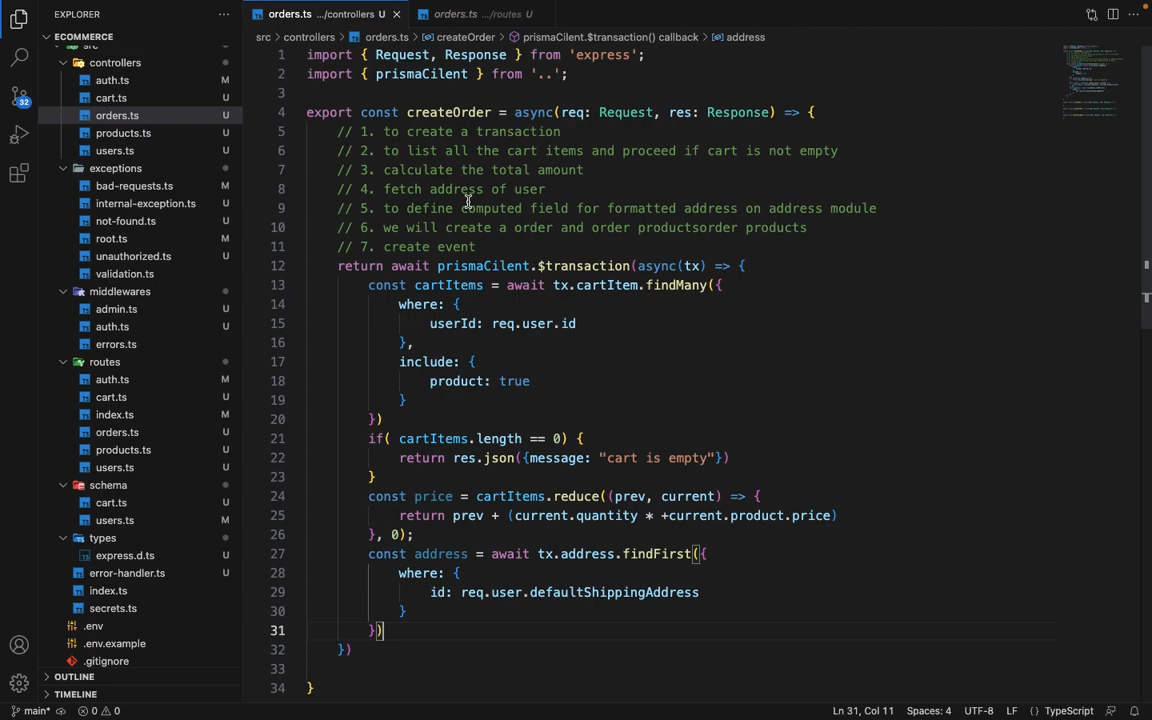 EXPLORER
ECOMMERCE
src
controllers
auth.ts M
cart.ts U
orders.ts U
products.ts U
users.ts U
exceptions
bad-requests.ts M
internal-exception.ts U
not-found.ts U
root.ts M
unauthorized.ts U
validation.ts U
middlewares
admin.ts U
auth.ts U
errors.ts U
routes
auth.ts M
cart.ts U
index.ts M
orders.ts U
products.ts U
users.ts U
schema
cart.ts U
users.ts M
types
express.d.ts U
error-handler.ts U
index.ts
secrets.ts
.env
.env.example
.gitignore
OUTLINE
TIMELINE
32
orders.ts .../controllers U
orders.ts .../routes U
src > controllers > orders.ts > createOrder > prismaCilent.$transaction() callback > address
1 import { Request, Response } from 'express';
2 import { prismaCilent } from '..';
3
4 export const createOrder = async(req: Request, res: Response) => {
5 // 1. to create a transaction
6 // 2. to list all the cart items and proceed if cart is not empty
7 // 3. calculate the total amount
8 // 4. fetch address of user
9 // 5. to define computed field for formatted address on address module
10 // 6. we will create a order and order productsorder products
11 // 7. create event
12 return await prismaCilent.$transaction(async(tx) => {
13 const cartItems = await tx.cartItem.findMany({
14 where: {
15 userId: req.user.id
16 },
17 include: {
18 product: true
19 }
20 })
21 if( cartItems.length == 0) {
22 return res.json({message: "cart is empty"})
23 }
24 const price = cartItems.reduce((prev, current) => {
25 return prev + (current.quantity * +current.product.price)
26 }, 0);
27 const address = await tx.address.findFirst({
28 where: {
29 id: req.user.defaultShippingAddress
30 }
31 })
32 })
33
34 }
main* 0 0
Ln 31, Col 11 Spaces: 4 UTF-8 LF {} TypeScript